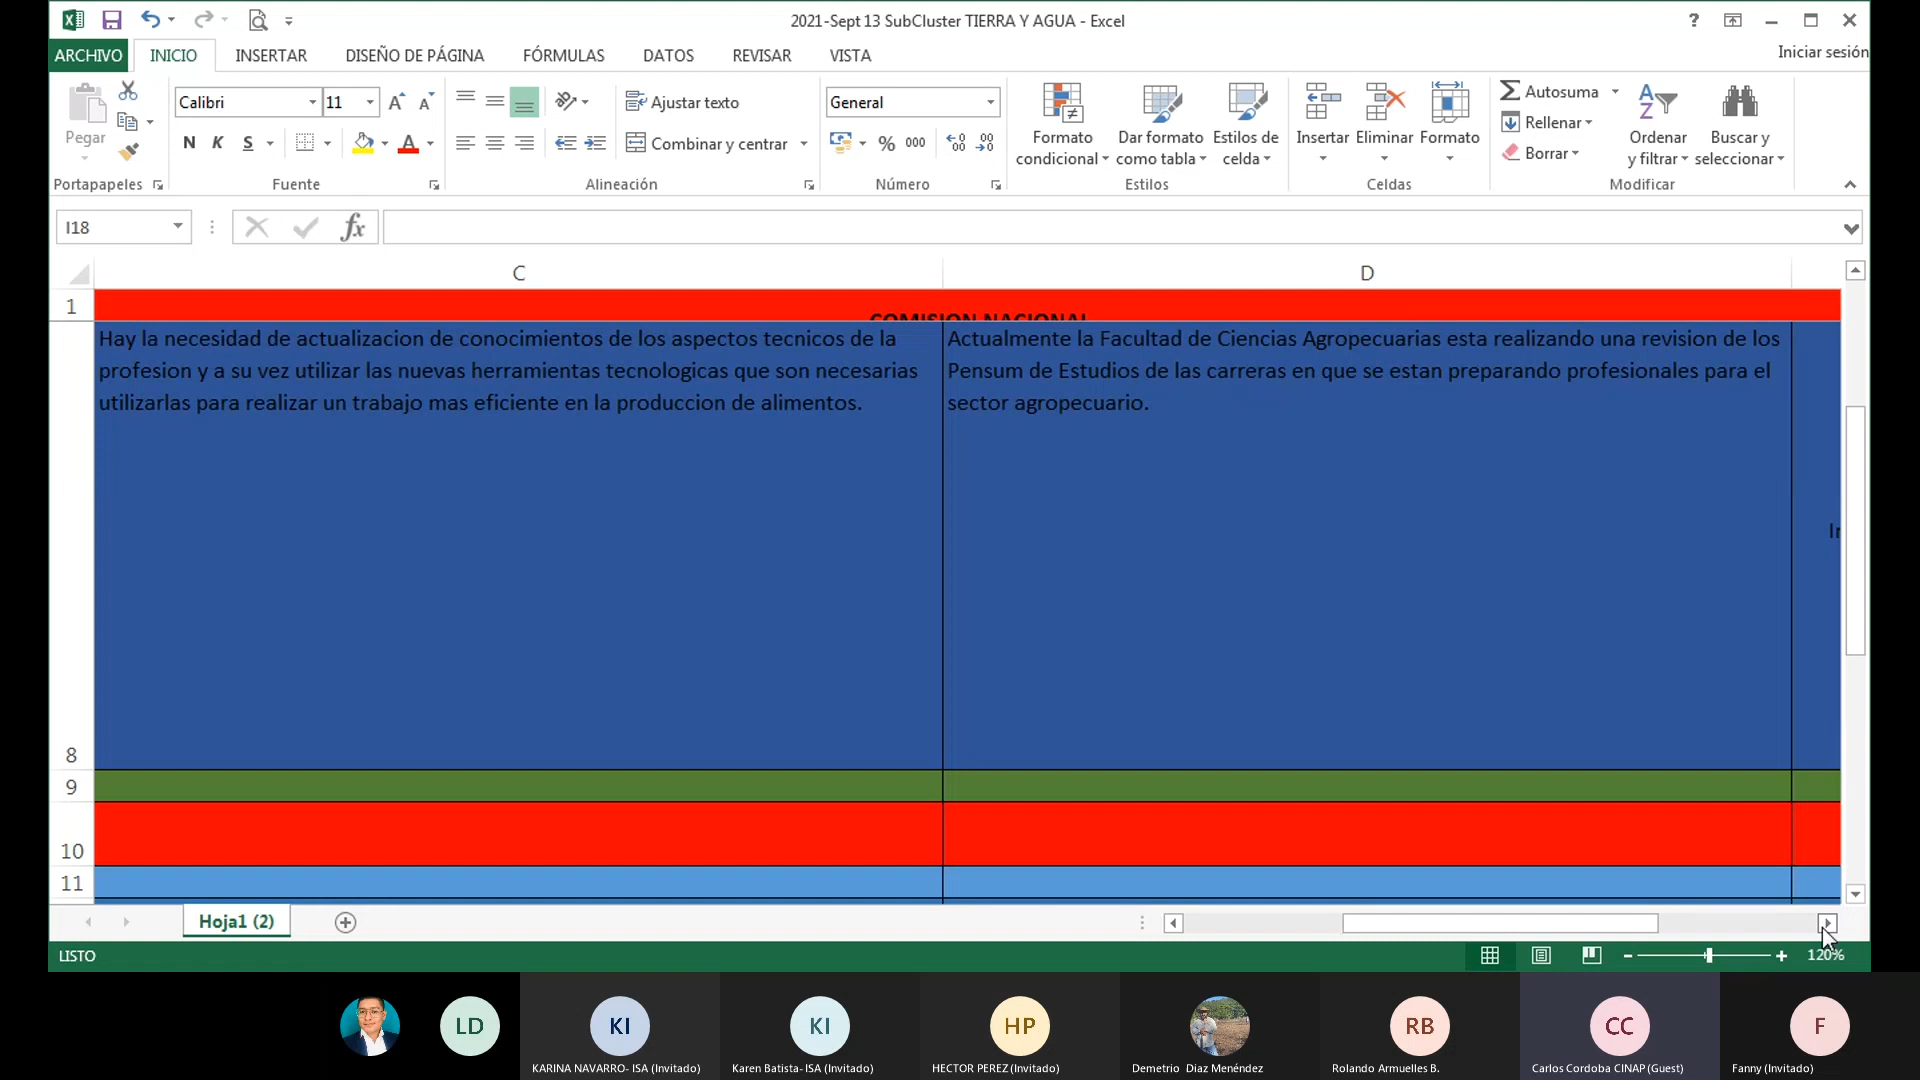 2021-Sept 13 SubCluster TIERRA Y AGUA - Excel
?
ARCHIVO INICIO INSERTAR DISEÑO DE PÁGINA FÓRMULAS DATOS REVISAR VISTA Iniciar sesión
Pegar
Portapapeles
Calibri 11
N K S
Fuente
Ajustar texto
Combinar y centrar
Alineación
General
% 000
Número
Formato condicional
Dar formato como tabla
Estilos de celda
Estilos
Insertar Eliminar Formato
Celdas
Autosuma
Rellenar
Borrar
Ordenar y filtrar
Buscar y seleccionar
Modificar
I18
fx
C D
1
COMISION NACIONAL
Hay la necesidad de actualizacion de conocimientos de los aspectos tecnicos de la
profesion y a su vez utilizar las nuevas herramientas tecnologicas que son necesarias
utilizarlas para realizar un trabajo mas eficiente en la produccion de alimentos.
Actualmente la Facultad de Ciencias Agropecuarias esta realizando una revision de los
Pensum de Estudios de las carreras en que se estan preparando profesionales para el
sector agropecuario.
8
9
10
11
Hoja1 (2)
LISTO
120%
LD KI KI HP RB CC F
KARINA NAVARRO- ISA (Invitado)
Karen Batista- ISA (Invitado)
HECTOR PEREZ (Invitado)
Demetrio Diaz Menéndez
Rolando Armuelles B.
Carlos Cordoba CINAP (Guest)
Fanny (Invitado)